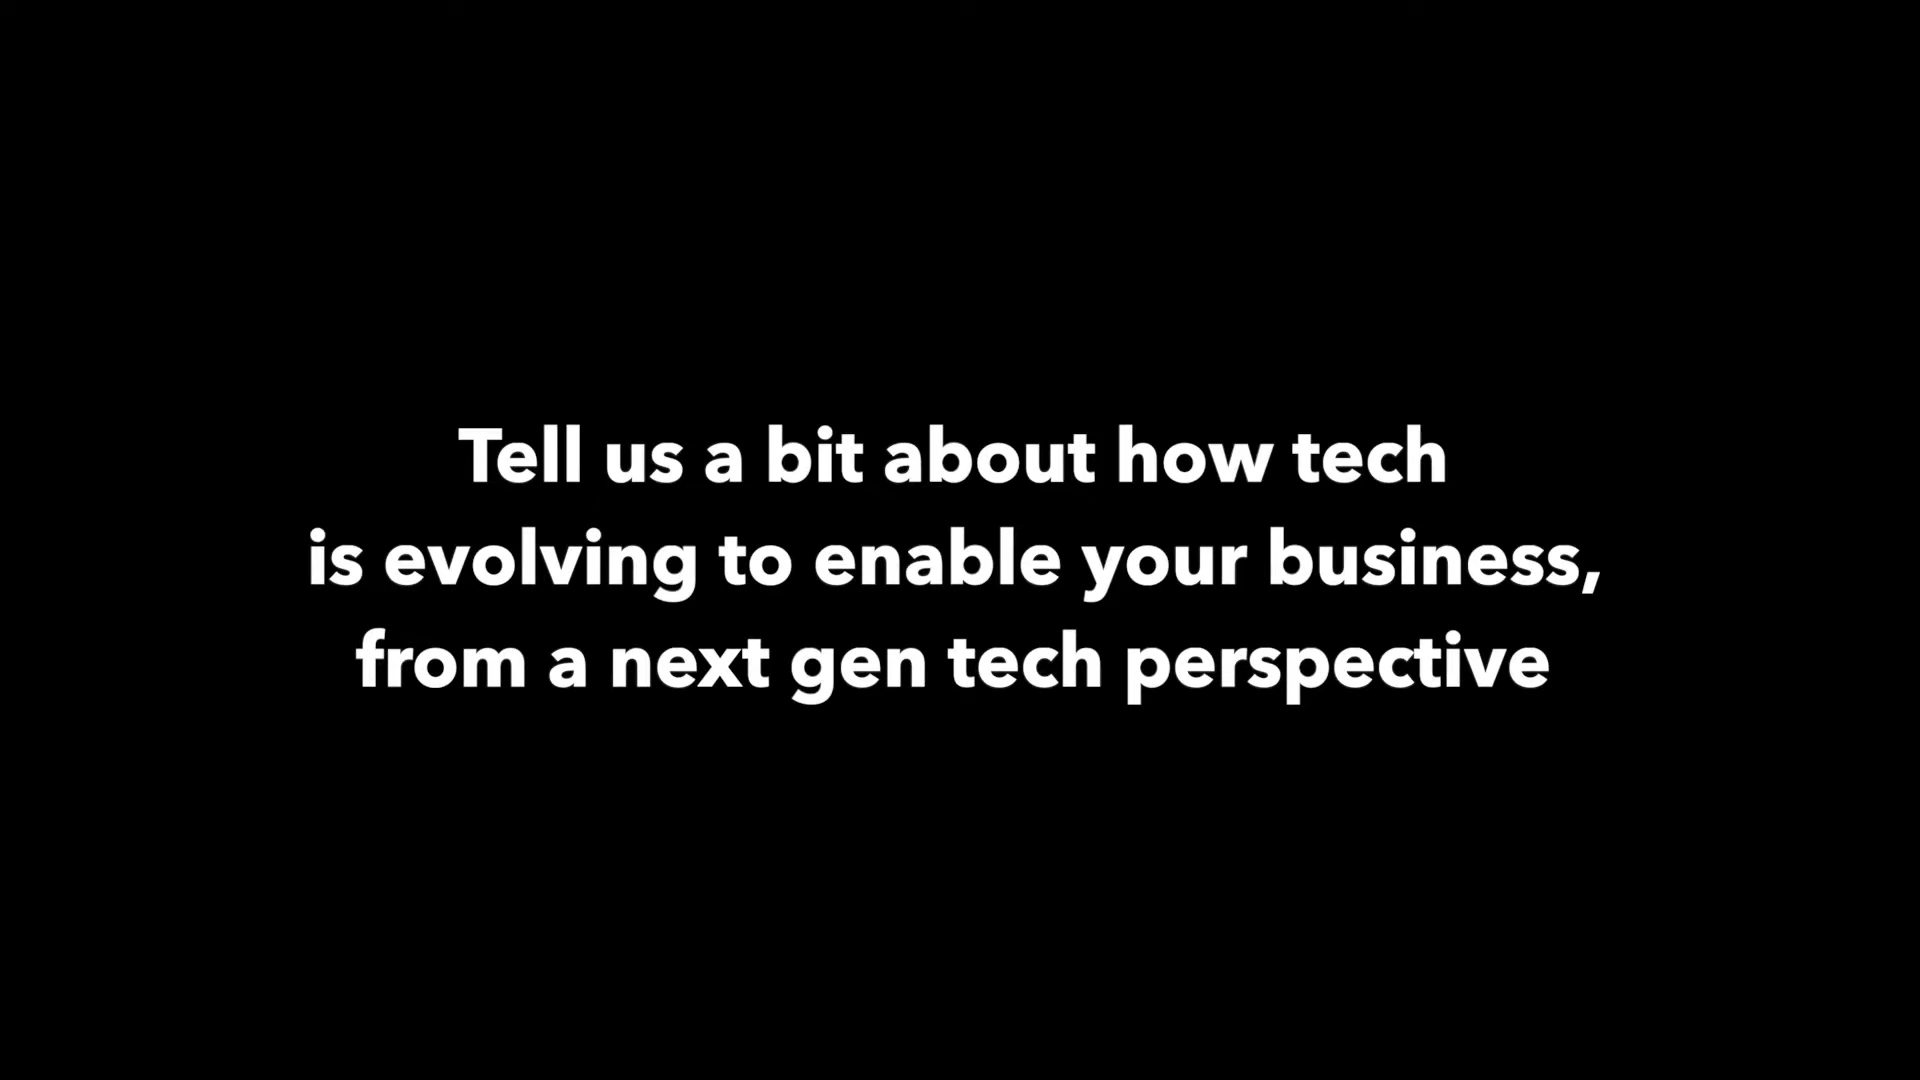 Tell us a bit about how tech
is evolving to enable your business,
from a next gen tech perspective